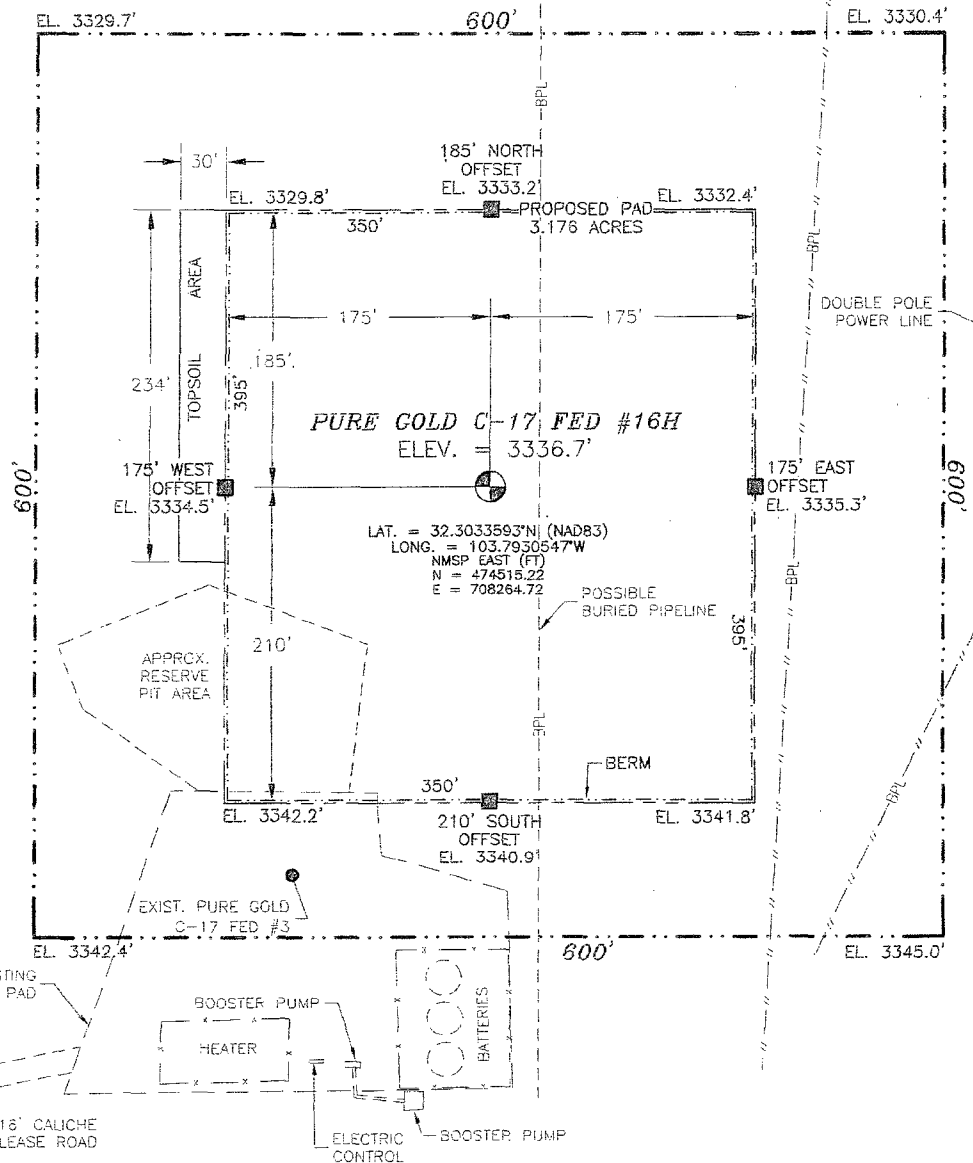 EL. 3329.7'
600'
EL. 3330.4'
BPL
185' NORTH
OFFSET
EL. 3333.2'
30'
EL. 3329.8'
350'
PROPOSED PAD
3.176 ACRES
EL. 3332.4'
BPL
DOUBLE POLE
POWER LINE
TOPSOIL AREA
175'
175'
234'
185'
395'
PURE GOLD C-17 FED #16H
ELEV. = 3336.7'
600'
175' WEST
OFFSET
EL. 3334.5'
175' EAST
OFFSET
EL. 3335.3'
600'
LAT. = 32.3033593°N (NAD83)
LONG. = 103.7930547°W
NMSP EAST (FT)
N = 474515.22
E = 708264.72
BPL
POSSIBLE
BURIED PIPELINE
395'
APPROX.
RESERVE
PIT AREA
210'
BPL
BERM
BPL
350'
EL. 3342.2'
210' SOUTH
OFFSET
EL. 3340.9'
EL. 3341.8'
EXIST. PURE GOLD
C-17 FED #3
EL. 3342.4'
600'
EL. 3345.0'
STING
PAD
BOOSTER PUMP
HEATER
BATTERIES
16' CALICHE
LEASE ROAD
ELECTRIC
CONTROL
BOOSTER PUMP